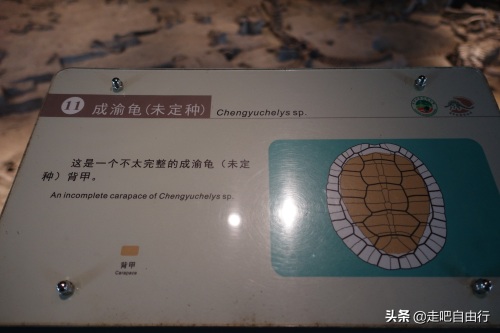 11 成渝龟(未定种) Chengyuchelys sp.
这是一个不太完整的成渝龟（未定
种）背甲。
An incomplete carapace of Chengyuchelys sp.
背甲
Carapace
头条 @走吧自由行